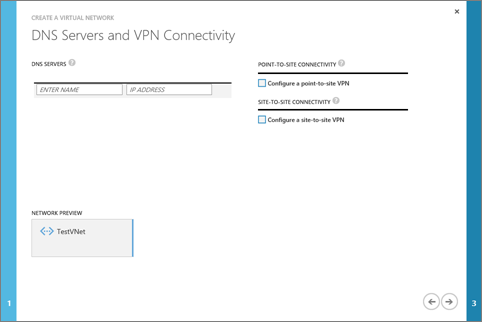 CREATE A VIRTUAL NETWORK
DNS Servers and VPN Connectivity
DNS SERVERS ?
ENTER NAME IP ADDRESS
POINT-TO-SITE CONNECTIVITY ?
Configure a point-to-site VPN
SITE-TO-SITE CONNECTIVITY ?
Configure a site-to-site VPN
NETWORK PREVIEW
TestVNet
1
3